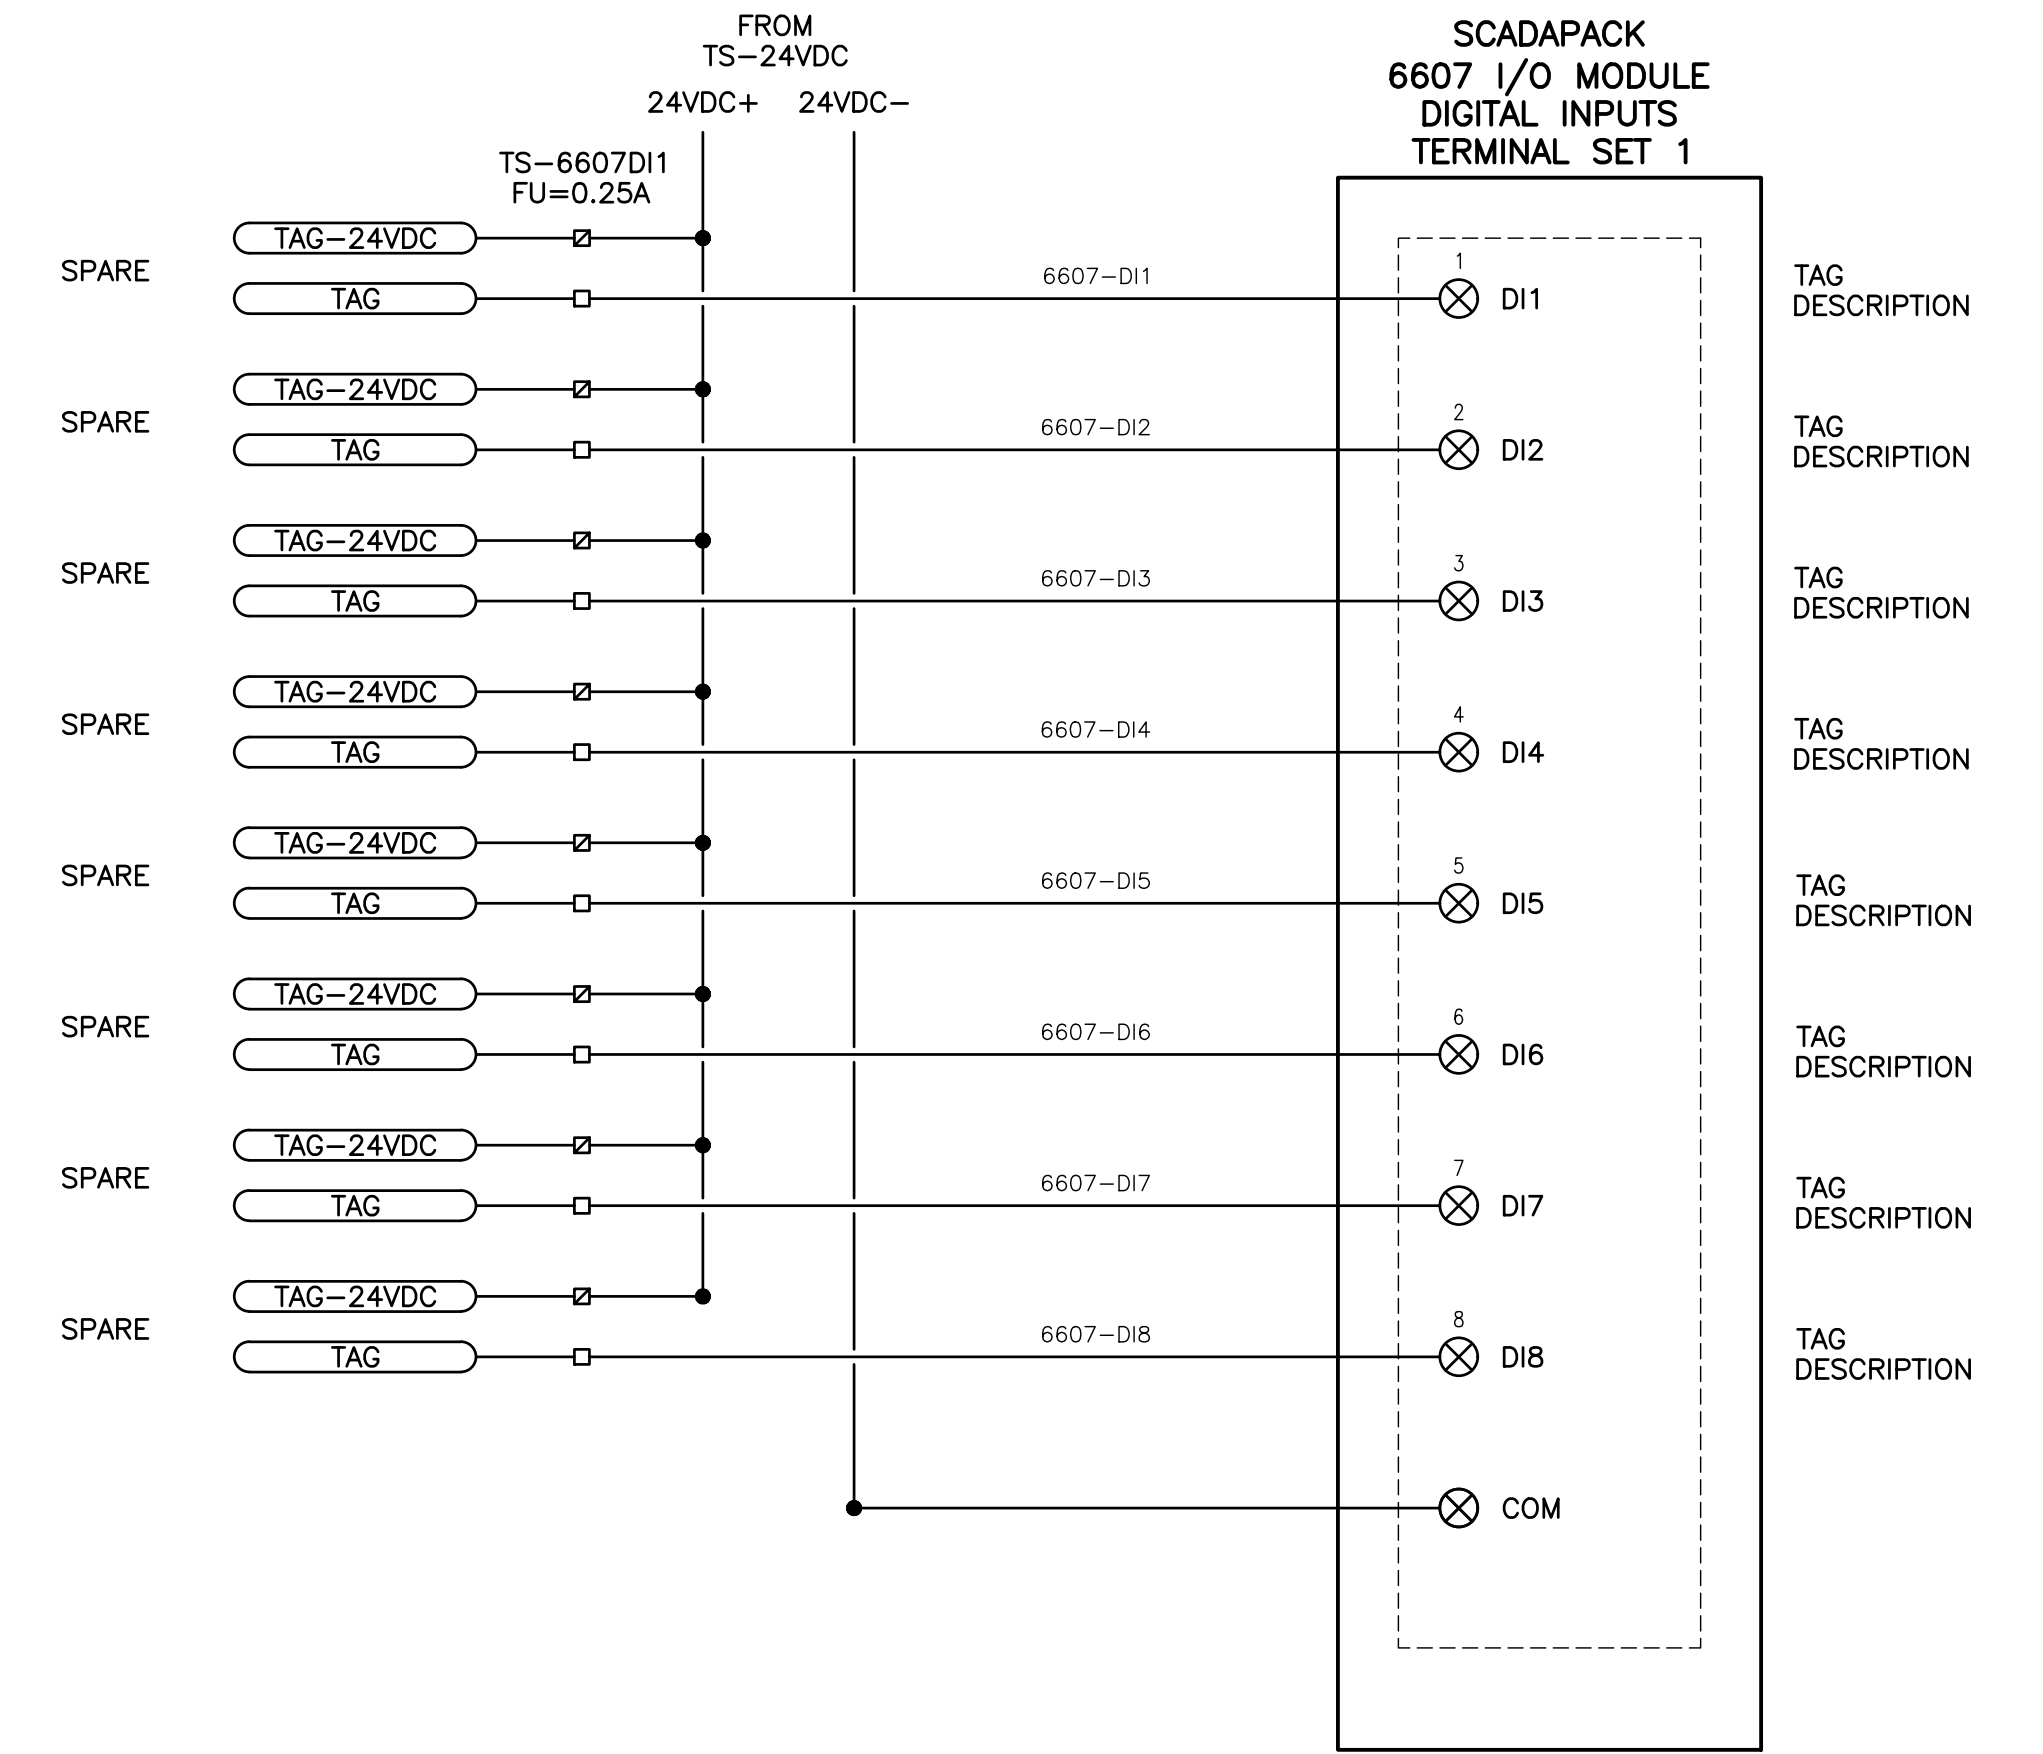 FROM
TS-24VDC
24VDC+ 24VDC-
SCADAPACK
6607 I/O MODULE
DIGITAL INPUTS
TERMINAL SET 1
TS-6607DI1
FU=0.25A
SPARE
TAG-24VDC
TAG
6607-DI1
1
DI1
TAG
DESCRIPTION
SPARE
TAG-24VDC
TAG
6607-DI2
2
DI2
TAG
DESCRIPTION
SPARE
TAG-24VDC
TAG
6607-DI3
3
DI3
TAG
DESCRIPTION
SPARE
TAG-24VDC
TAG
6607-DI4
4
DI4
TAG
DESCRIPTION
SPARE
TAG-24VDC
TAG
6607-DI5
5
DI5
TAG
DESCRIPTION
SPARE
TAG-24VDC
TAG
6607-DI6
6
DI6
TAG
DESCRIPTION
SPARE
TAG-24VDC
TAG
6607-DI7
7
DI7
TAG
DESCRIPTION
SPARE
TAG-24VDC
TAG
6607-DI8
8
DI8
TAG
DESCRIPTION
COM